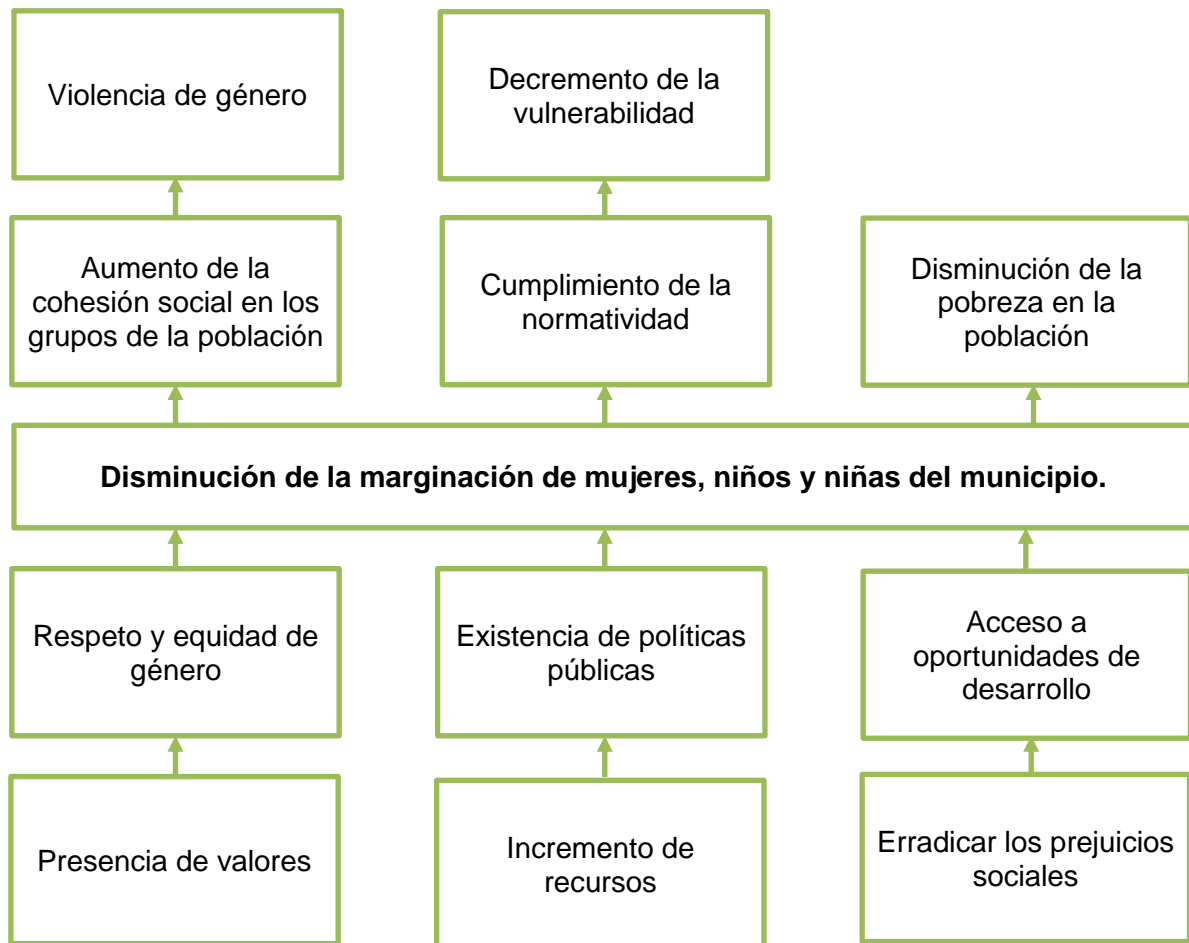 Violencia de género
Decremento de la
vulnerabilidad
Aumento de la
cohesión social en los
grupos de la población
Cumplimiento de la
normatividad
Disminución de la
pobreza en la
población
Disminución de la marginación de mujeres, niños y niñas del municipio.
Respeto y equidad de
género
Existencia de políticas
públicas
Acceso a
oportunidades de
desarrollo
Presencia de valores
Incremento de
recursos
Erradicar los prejuicios
sociales